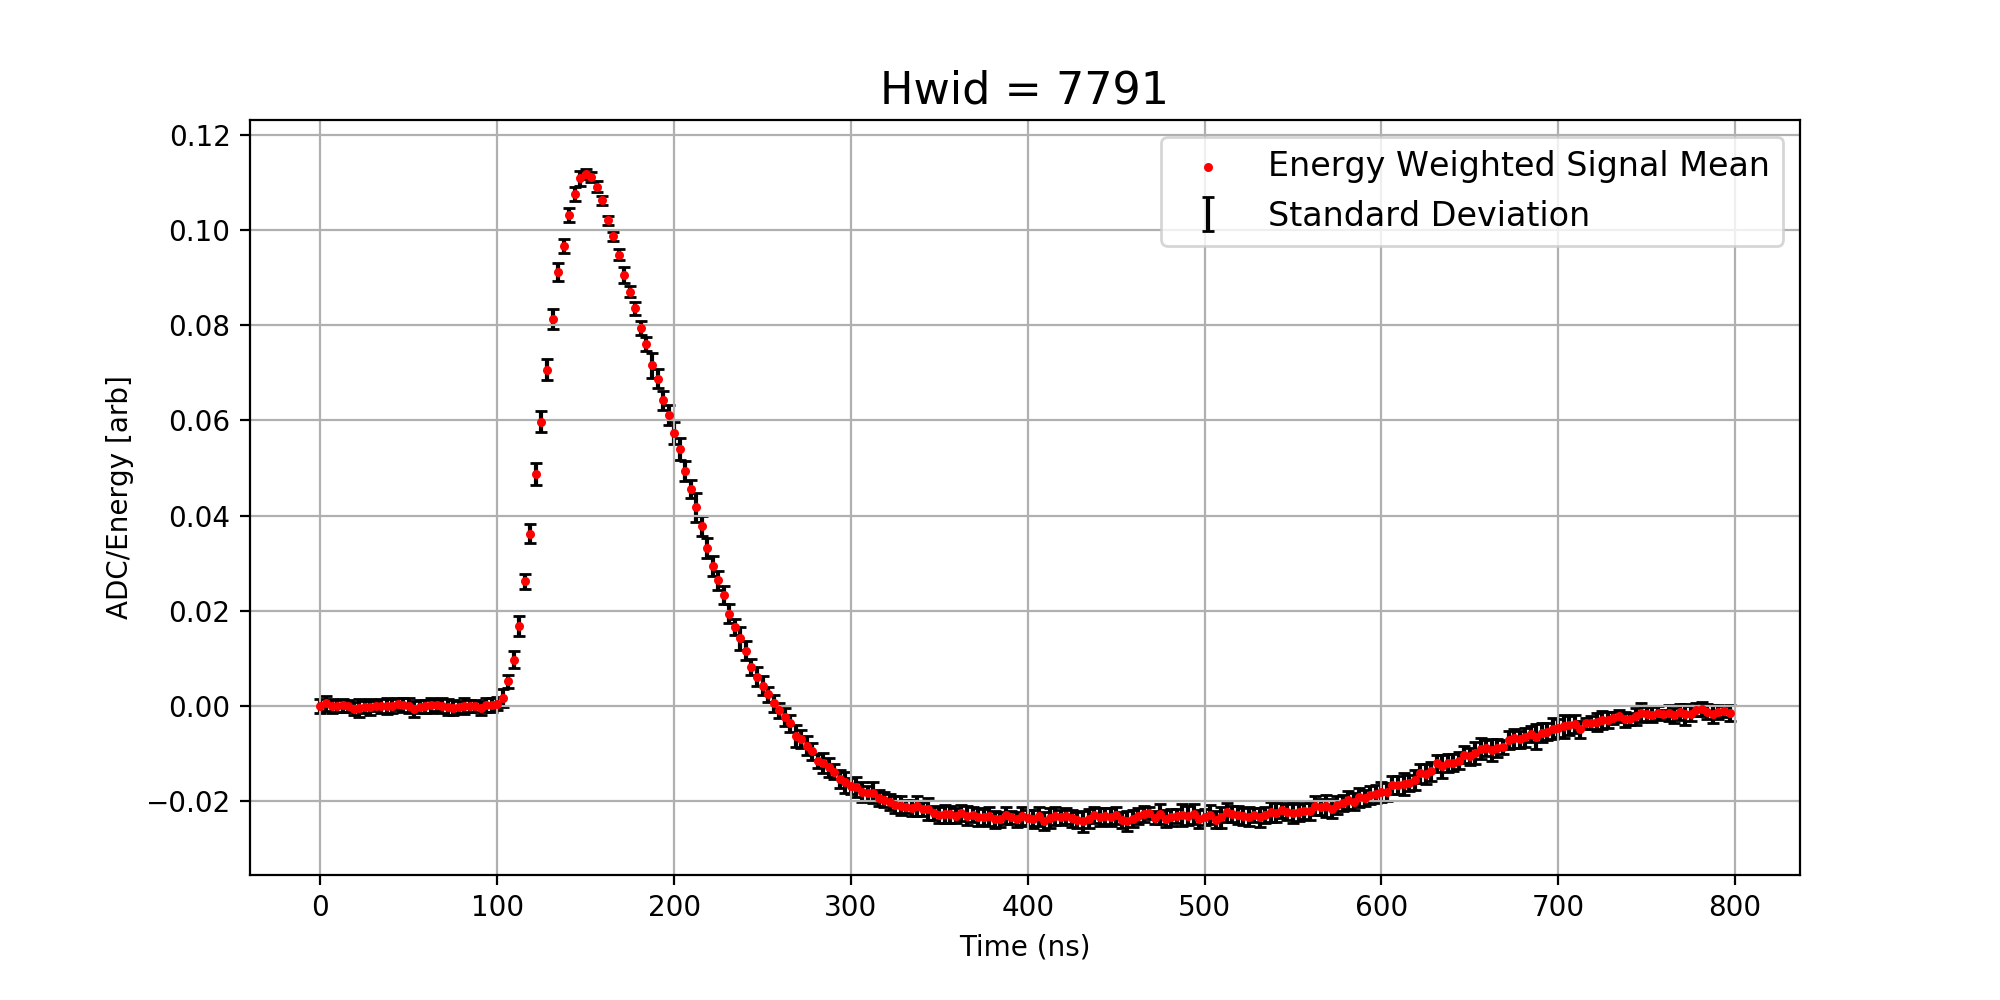 Hwid = 7791
Energy Weighted Signal Mean
Standard Deviation
ADC/Energy [arb]
0.12
0.10
0.08
0.06
0.04
0.02
0.00
−0.02
0 100 200 300 400 500 600 700 800
Time (ns)